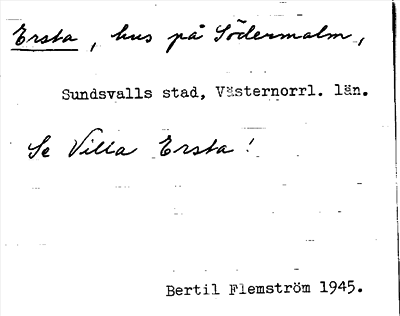 Ersta, hus på Södermalm,
Sundsvalls stad, Västernorrl. län.
Se Villa Ersta!
Bertil Flemström 1945.